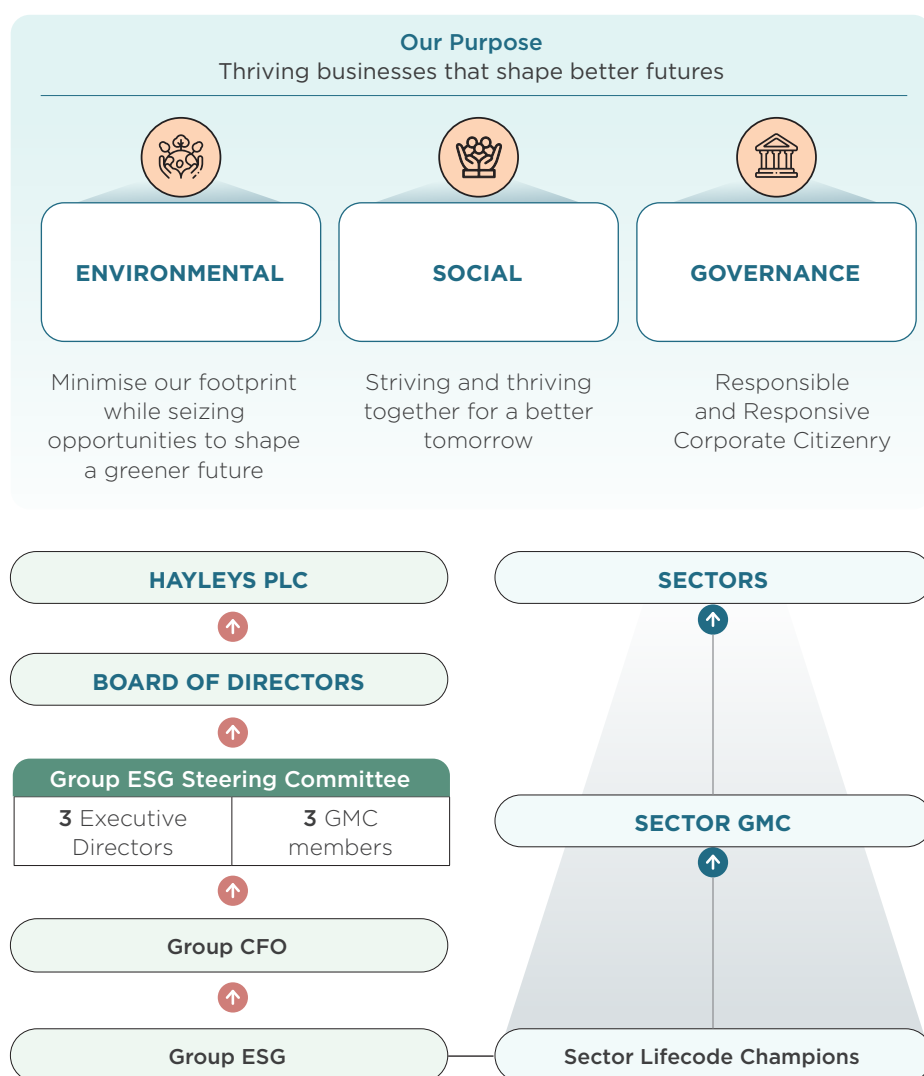 Our Purpose
Thriving businesses that shape better futures
ENVIRONMENTAL
SOCIAL
GOVERNANCE
Minimise our footprint
while seizing
opportunities to shape
a greener future
Striving and thriving
together for a better
tomorrow
Responsible
and Responsive
Corporate Citizenry
HAYLEYS PLC
BOARD OF DIRECTORS
Group ESG Steering Committee
3 Executive
Directors
3 GMC
members
Group CFO
Group ESG
SECTORS
SECTOR GMC
Sector Lifecode Champions